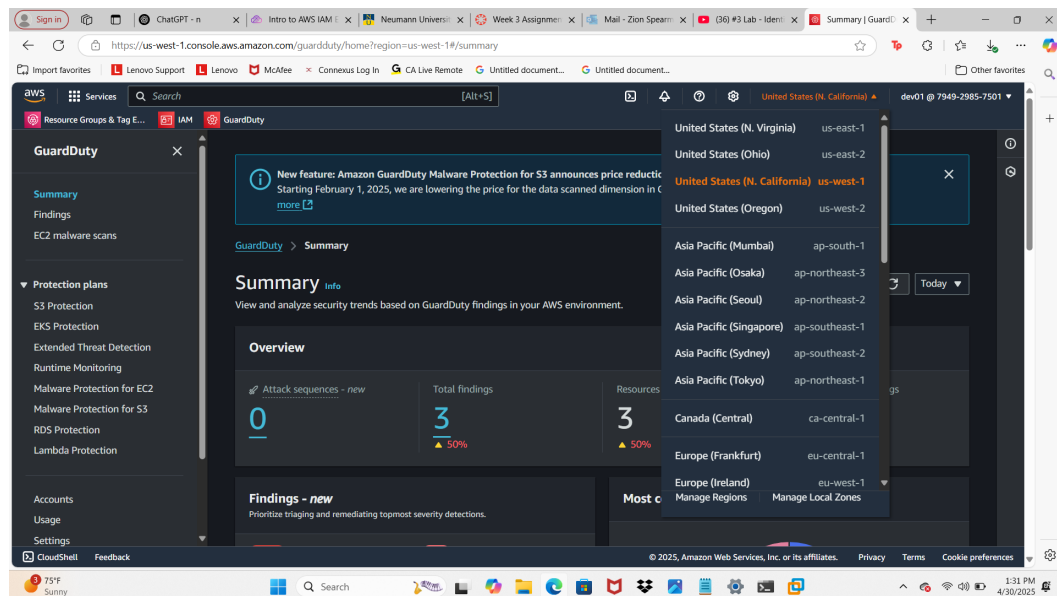 Sign in
ChatGPT - n
Intro to AWS IAM
Neumann Universit
Week 3 Assignmen
Mail - Zion Spearm
(36) #3 Lab - Identi
Summary | GuardD
https://us-west-1.console.aws.amazon.com/guardduty/home?region=us-west-1#/summary
Import favorites
Lenovo Support
Lenovo
McAfee
Connexus Log In
CA Live Remote
Untitled document...
Untitled document...
Other favorites
aws
Services
Search
[Alt+S]
United States (N. California)
dev01 @ 7949-2985-7501
Resource Groups & Tag E...
IAM
GuardDuty
GuardDuty
Summary
Findings
EC2 malware scans
Protection plans
S3 Protection
EKS Protection
Extended Threat Detection
Runtime Monitoring
Malware Protection for EC2
Malware Protection for S3
RDS Protection
Lambda Protection
Accounts
Usage
Settings
New feature: Amazon GuardDuty Malware Protection for S3 announces price reductio
Starting February 1, 2025, we are lowering the price for the data scanned dimension in
more
GuardDuty > Summary
Summary Info
View and analyze security trends based on GuardDuty findings in your AWS environment.
Today
Overview
Attack sequences - new
0
Total findings
3
50%
Resources
3
50%
gs
Findings - new
Prioritize triaging and remediating topmost severity detections.
Most c
United States (N. Virginia) us-east-1
United States (Ohio) us-east-2
United States (N. California) us-west-1
United States (Oregon) us-west-2
Asia Pacific (Mumbai) ap-south-1
Asia Pacific (Osaka) ap-northeast-3
Asia Pacific (Seoul) ap-northeast-2
Asia Pacific (Singapore) ap-southeast-1
Asia Pacific (Sydney) ap-southeast-2
Asia Pacific (Tokyo) ap-northeast-1
Canada (Central) ca-central-1
Europe (Frankfurt) eu-central-1
Europe (Ireland) eu-west-1
Manage Regions
Manage Local Zones
CloudShell
Feedback
© 2025, Amazon Web Services, Inc. or its affiliates.
Privacy
Terms
Cookie preferences
3
75°F
Sunny
Search
1:31 PM
4/30/2025